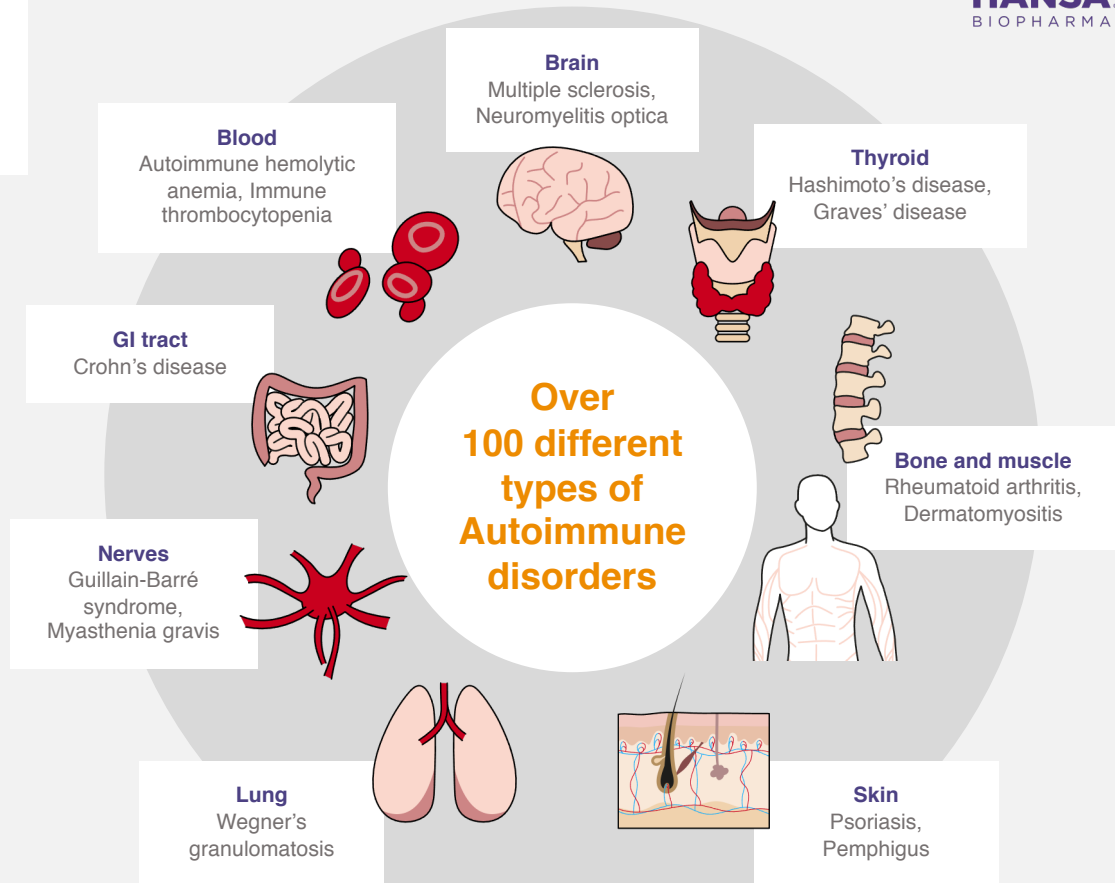 BIOPHARMA
Brain
Multiple sclerosis,
Neuromyelitis optica
Blood
Autoimmune hemolytic
anemia, Immune
thrombocytopenia
Thyroid
Hashimoto’s disease,
Graves’ disease
GI tract
Crohn’s disease
Over
100 different
types of
Autoimmune
disorders
Bone and muscle
Rheumatoid arthritis,
Dermatomyositis
Nerves
Guillain-Barré
syndrome,
Myasthenia gravis
Lung
Wegner’s
granulomatosis
Skin
Psoriasis,
Pemphigus